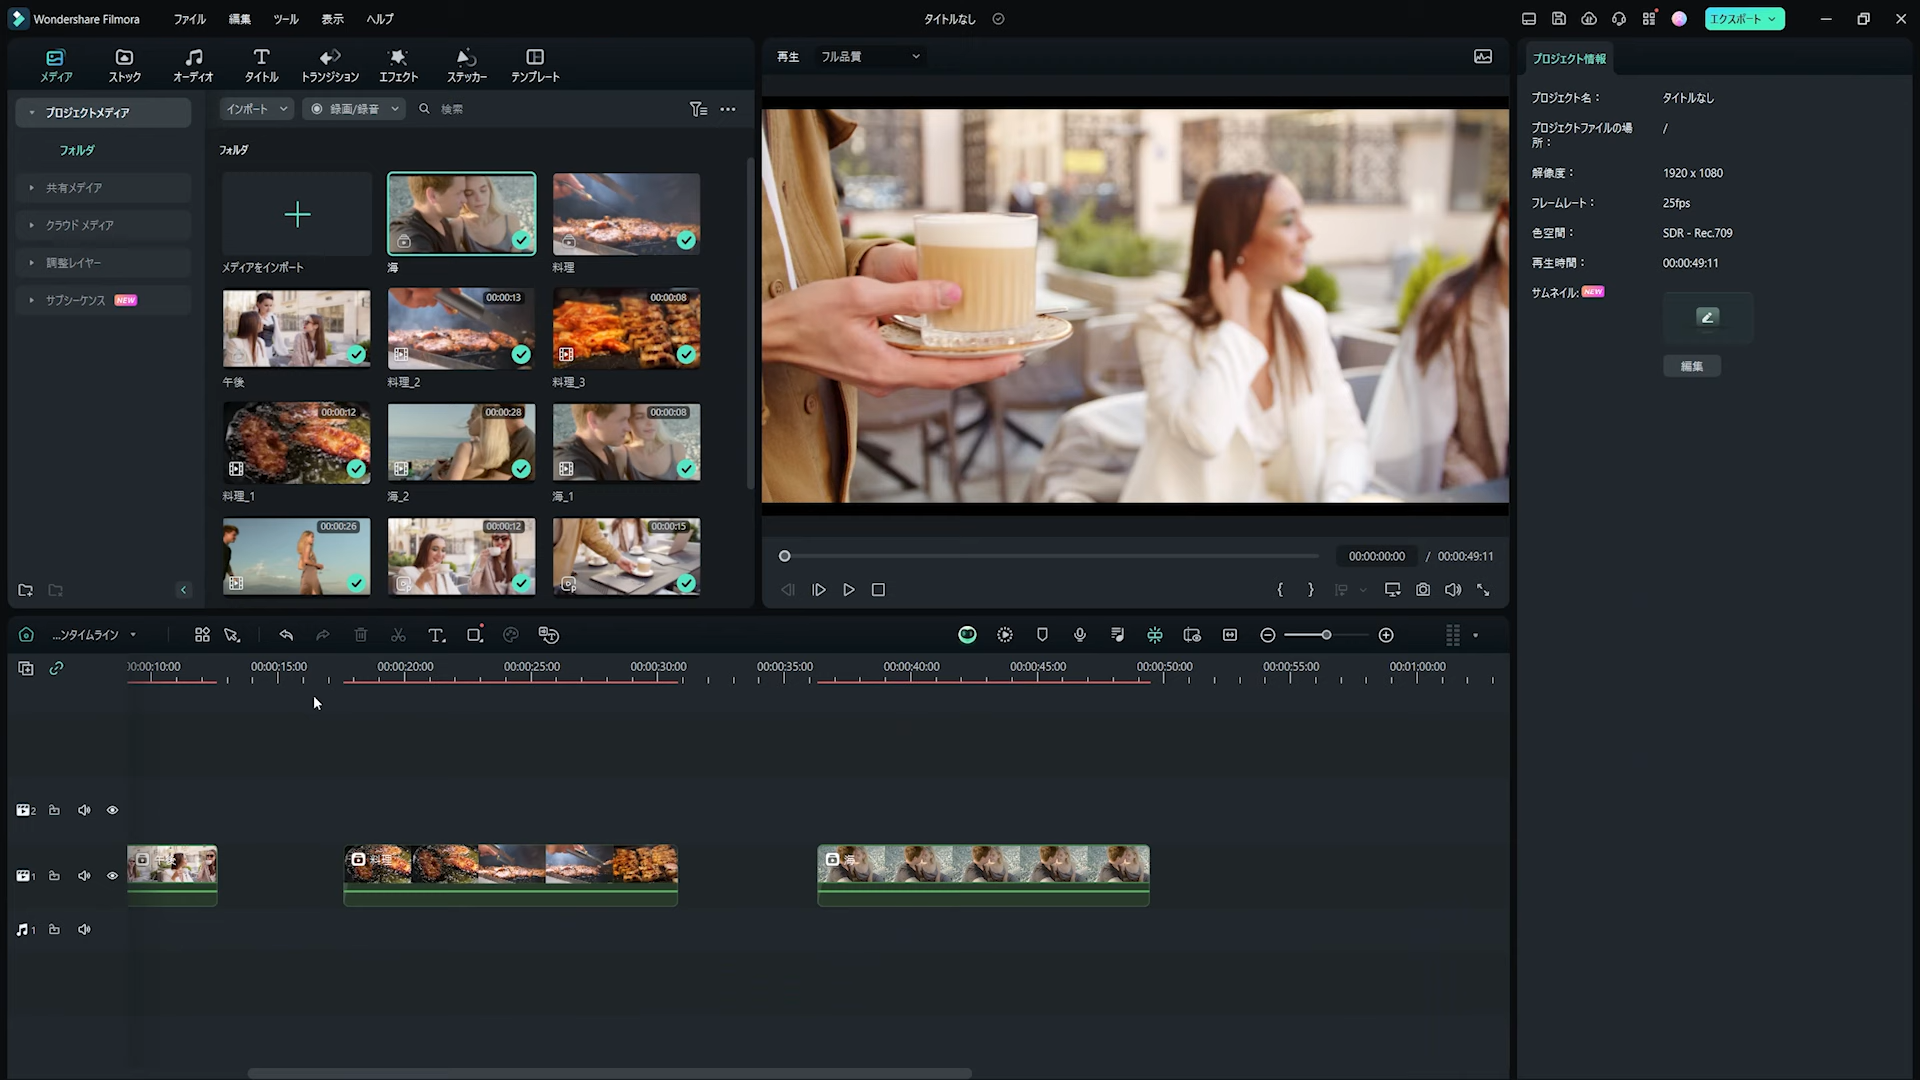 Wondershare Filmora
ファイル
編集
ツール
表示
ヘルプ
タイトルなし
エクスポート
メディア
ストック
オーディオ
タイトル
トランジション
エフェクト
ステッカー
テンプレート
プロジェクトメディア
フォルダ
共有メディア
クラウド メディア
調整レイヤー
サブシーケンス NEW
インポート
録画/録音
検索
フォルダ
メディアをインポート
海
料理
午後
00:00:13
料理_2
00:00:08
料理_3
00:00:12
料理_1
00:00:28
海_2
00:00:08
海_1
00:00:26
00:00:12
00:00:15
再生
フル品質
00:00:00:00 / 00:00:49:11
プロジェクト情報
プロジェクト名： タイトルなし
プロジェクトファイルの場所： /
解像度： 1920 x 1080
フレームレート： 25fps
色空間： SDR - Rec.709
再生時間： 00:00:49:11
サムネイル: NEW
編集
...ンタイムライン
00:00:10:00
00:00:15:00
00:00:20:00
00:00:25:00
00:00:30:00
00:00:35:00
00:00:40:00
00:00:45:00
00:00:50:00
00:00:55:00
00:01:00:00
2
1
午後
料理
海
1